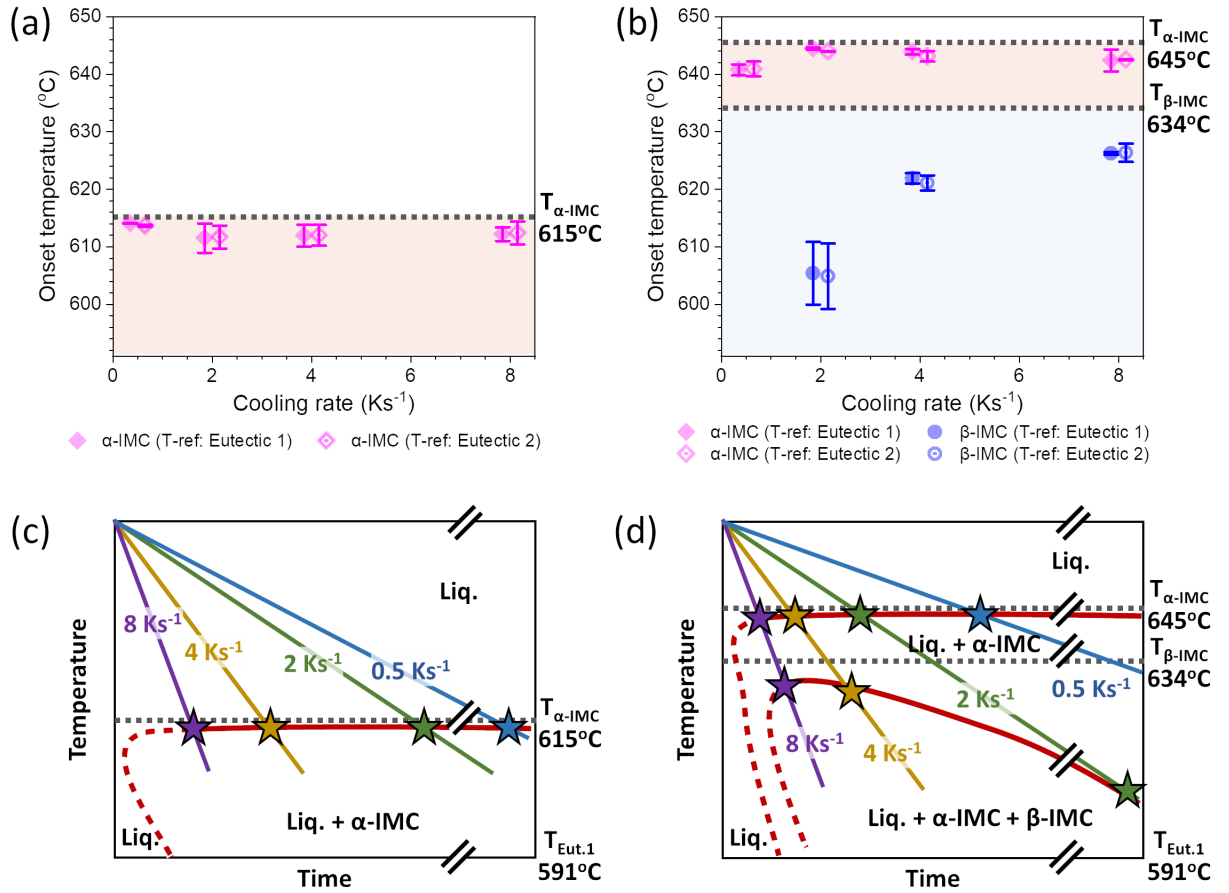 (a)
650
640
630
620
610
600
0
2
4
6
8
Onset temperature (°C)
Cooling rate (Ks⁻¹)
T α-IMC
615°C
α-IMC (T-ref: Eutectic 1)
α-IMC (T-ref: Eutectic 2)
(b)
650
640
630
620
610
600
0
2
4
6
8
Onset temperature (°C)
Cooling rate (Ks⁻¹)
T α-IMC
645°C
T β-IMC
634°C
α-IMC (T-ref: Eutectic 1)
β-IMC (T-ref: Eutectic 1)
α-IMC (T-ref: Eutectic 2)
β-IMC (T-ref: Eutectic 2)
(c)
Liq.
8 Ks⁻¹
4 Ks⁻¹
2 Ks⁻¹
0.5 Ks⁻¹
T α-IMC
615°C
Temperature
Liq. + α-IMC
Liq.
T Eut.1
591°C
Time
(d)
Liq.
T α-IMC
645°C
Liq. + α-IMC
T β-IMC
634°C
2 Ks⁻¹
0.5 Ks⁻¹
8 Ks⁻¹
4 Ks⁻¹
Temperature
Liq. + α-IMC + β-IMC
Liq.
T Eut.1
591°C
Time